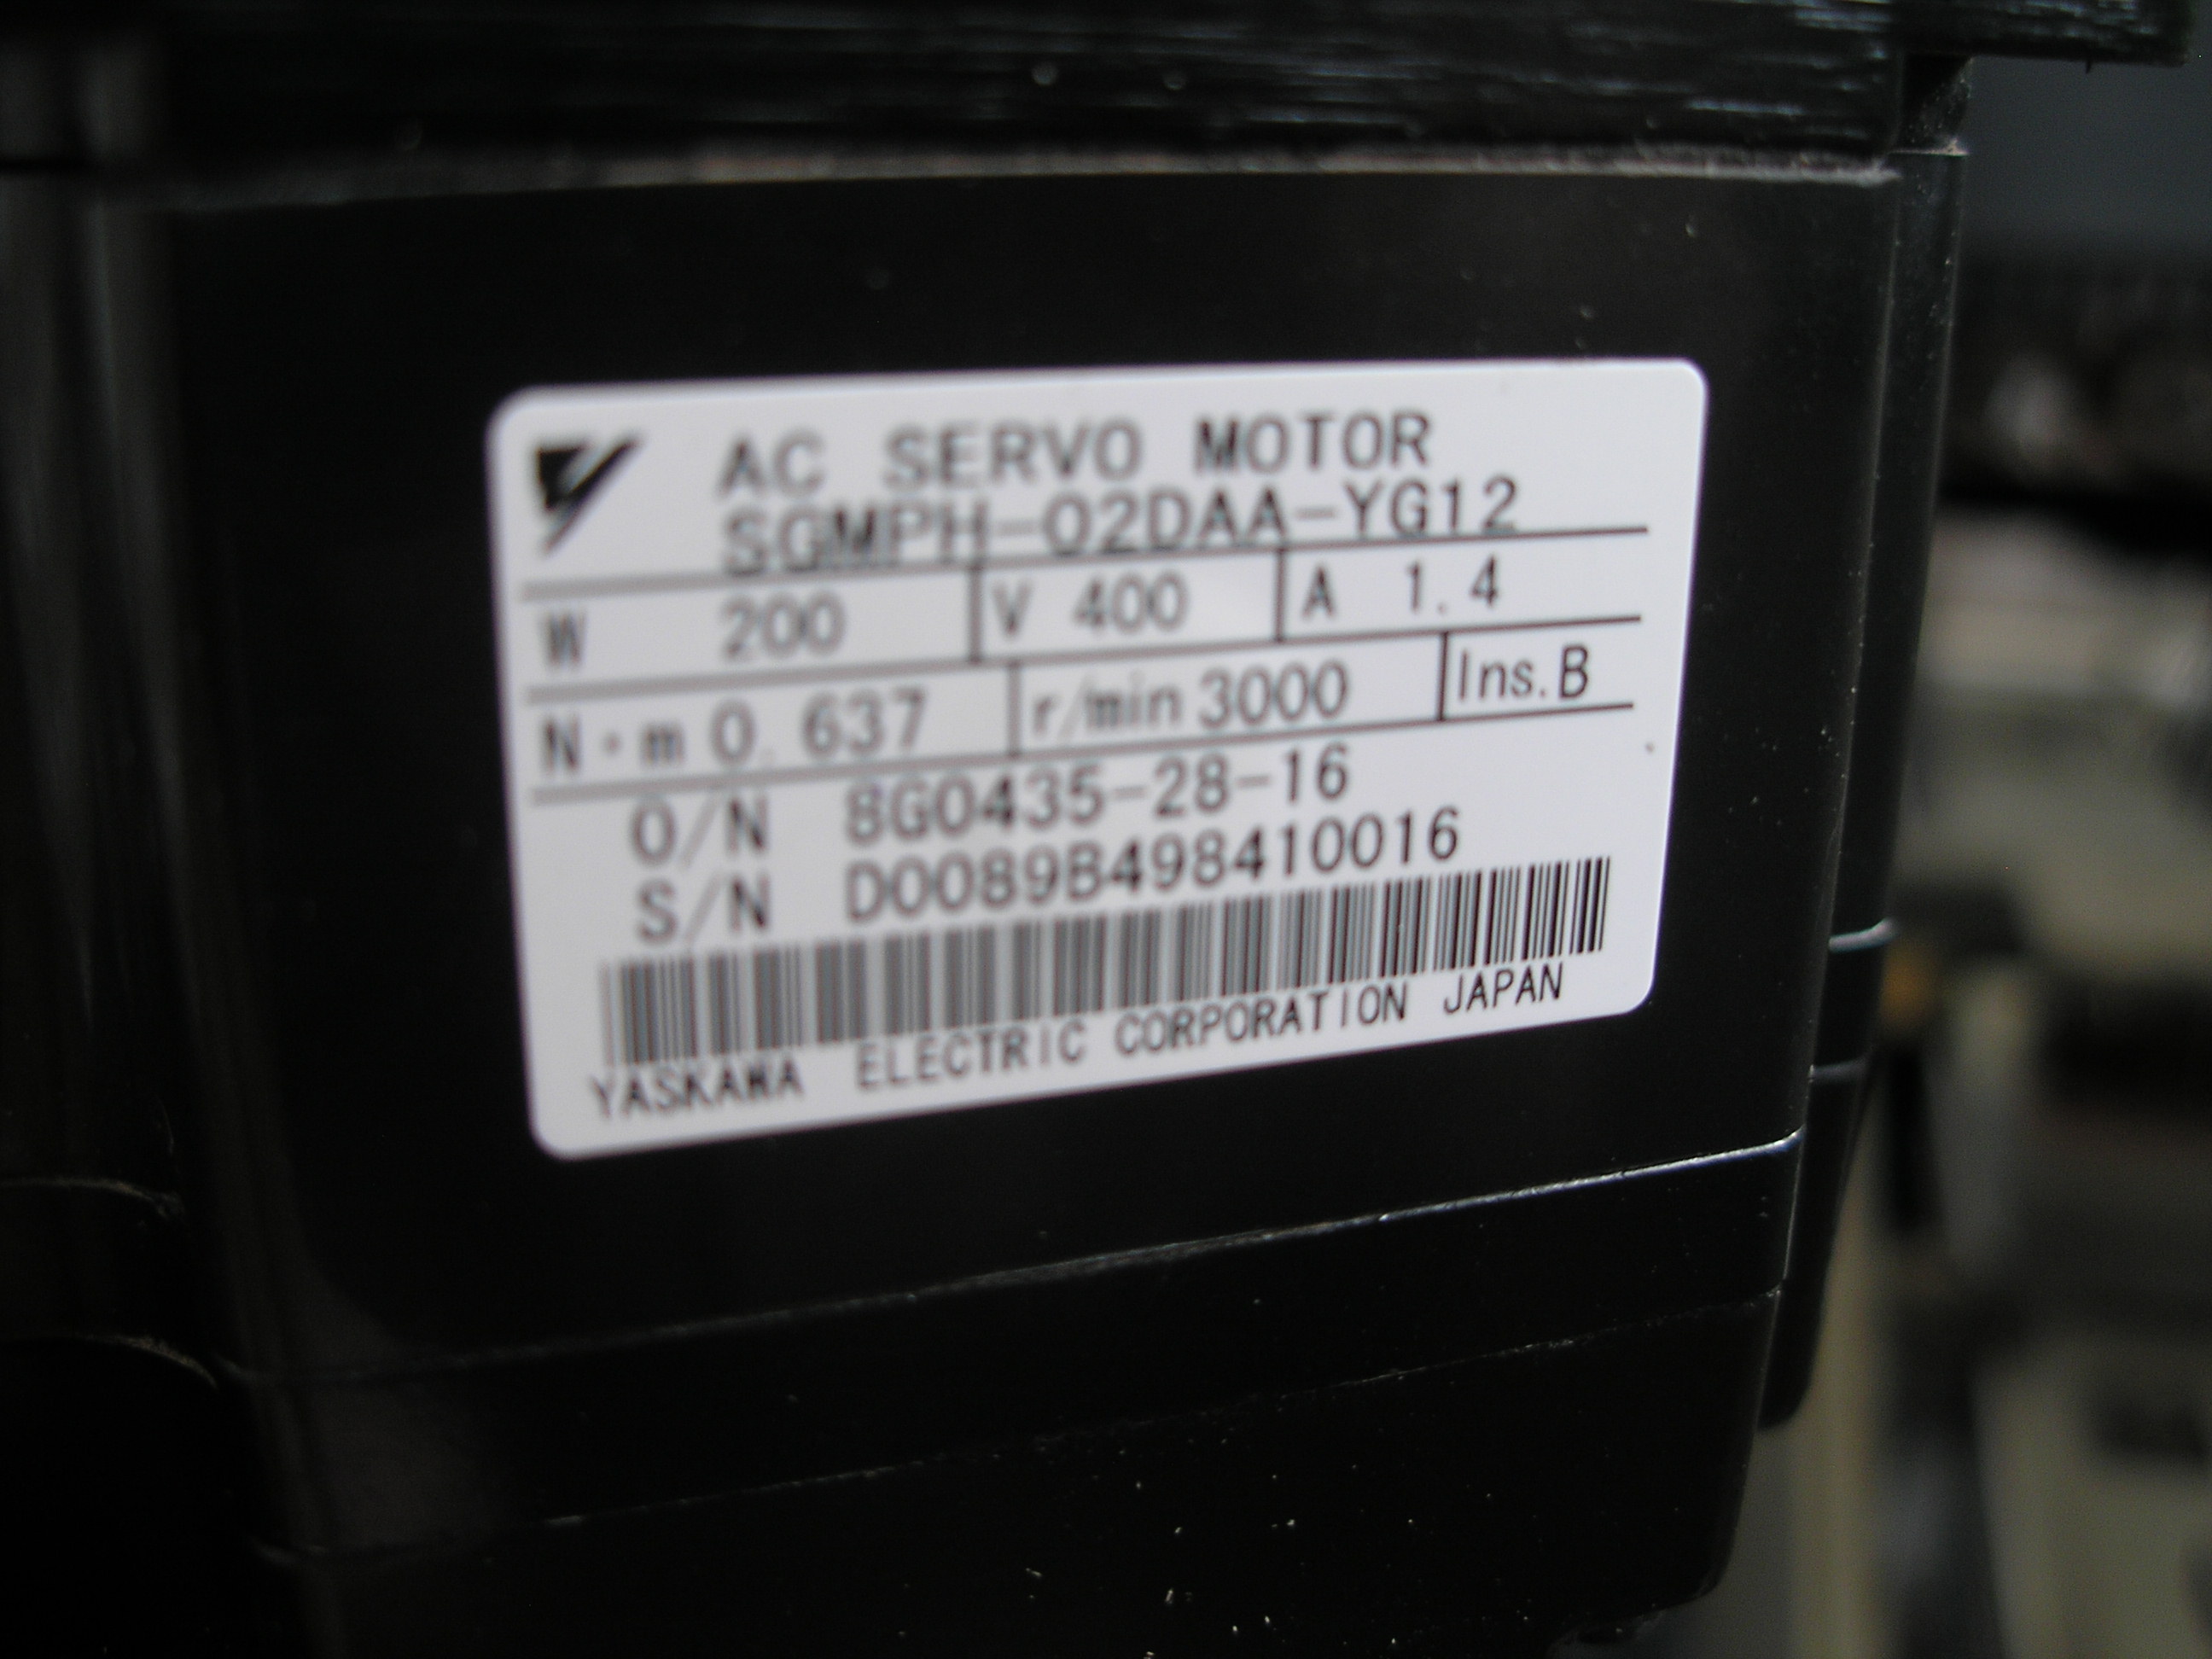 AC SERVO MOTOR
SGMPH-02DAA-YG12
W 200 V 400 A 1.4
N·m 0.637 r/min 3000 Ins.B
O/N 8G0435-28-16
S/N D0089B498410016
YASKAWA ELECTRIC CORPORATION JAPAN